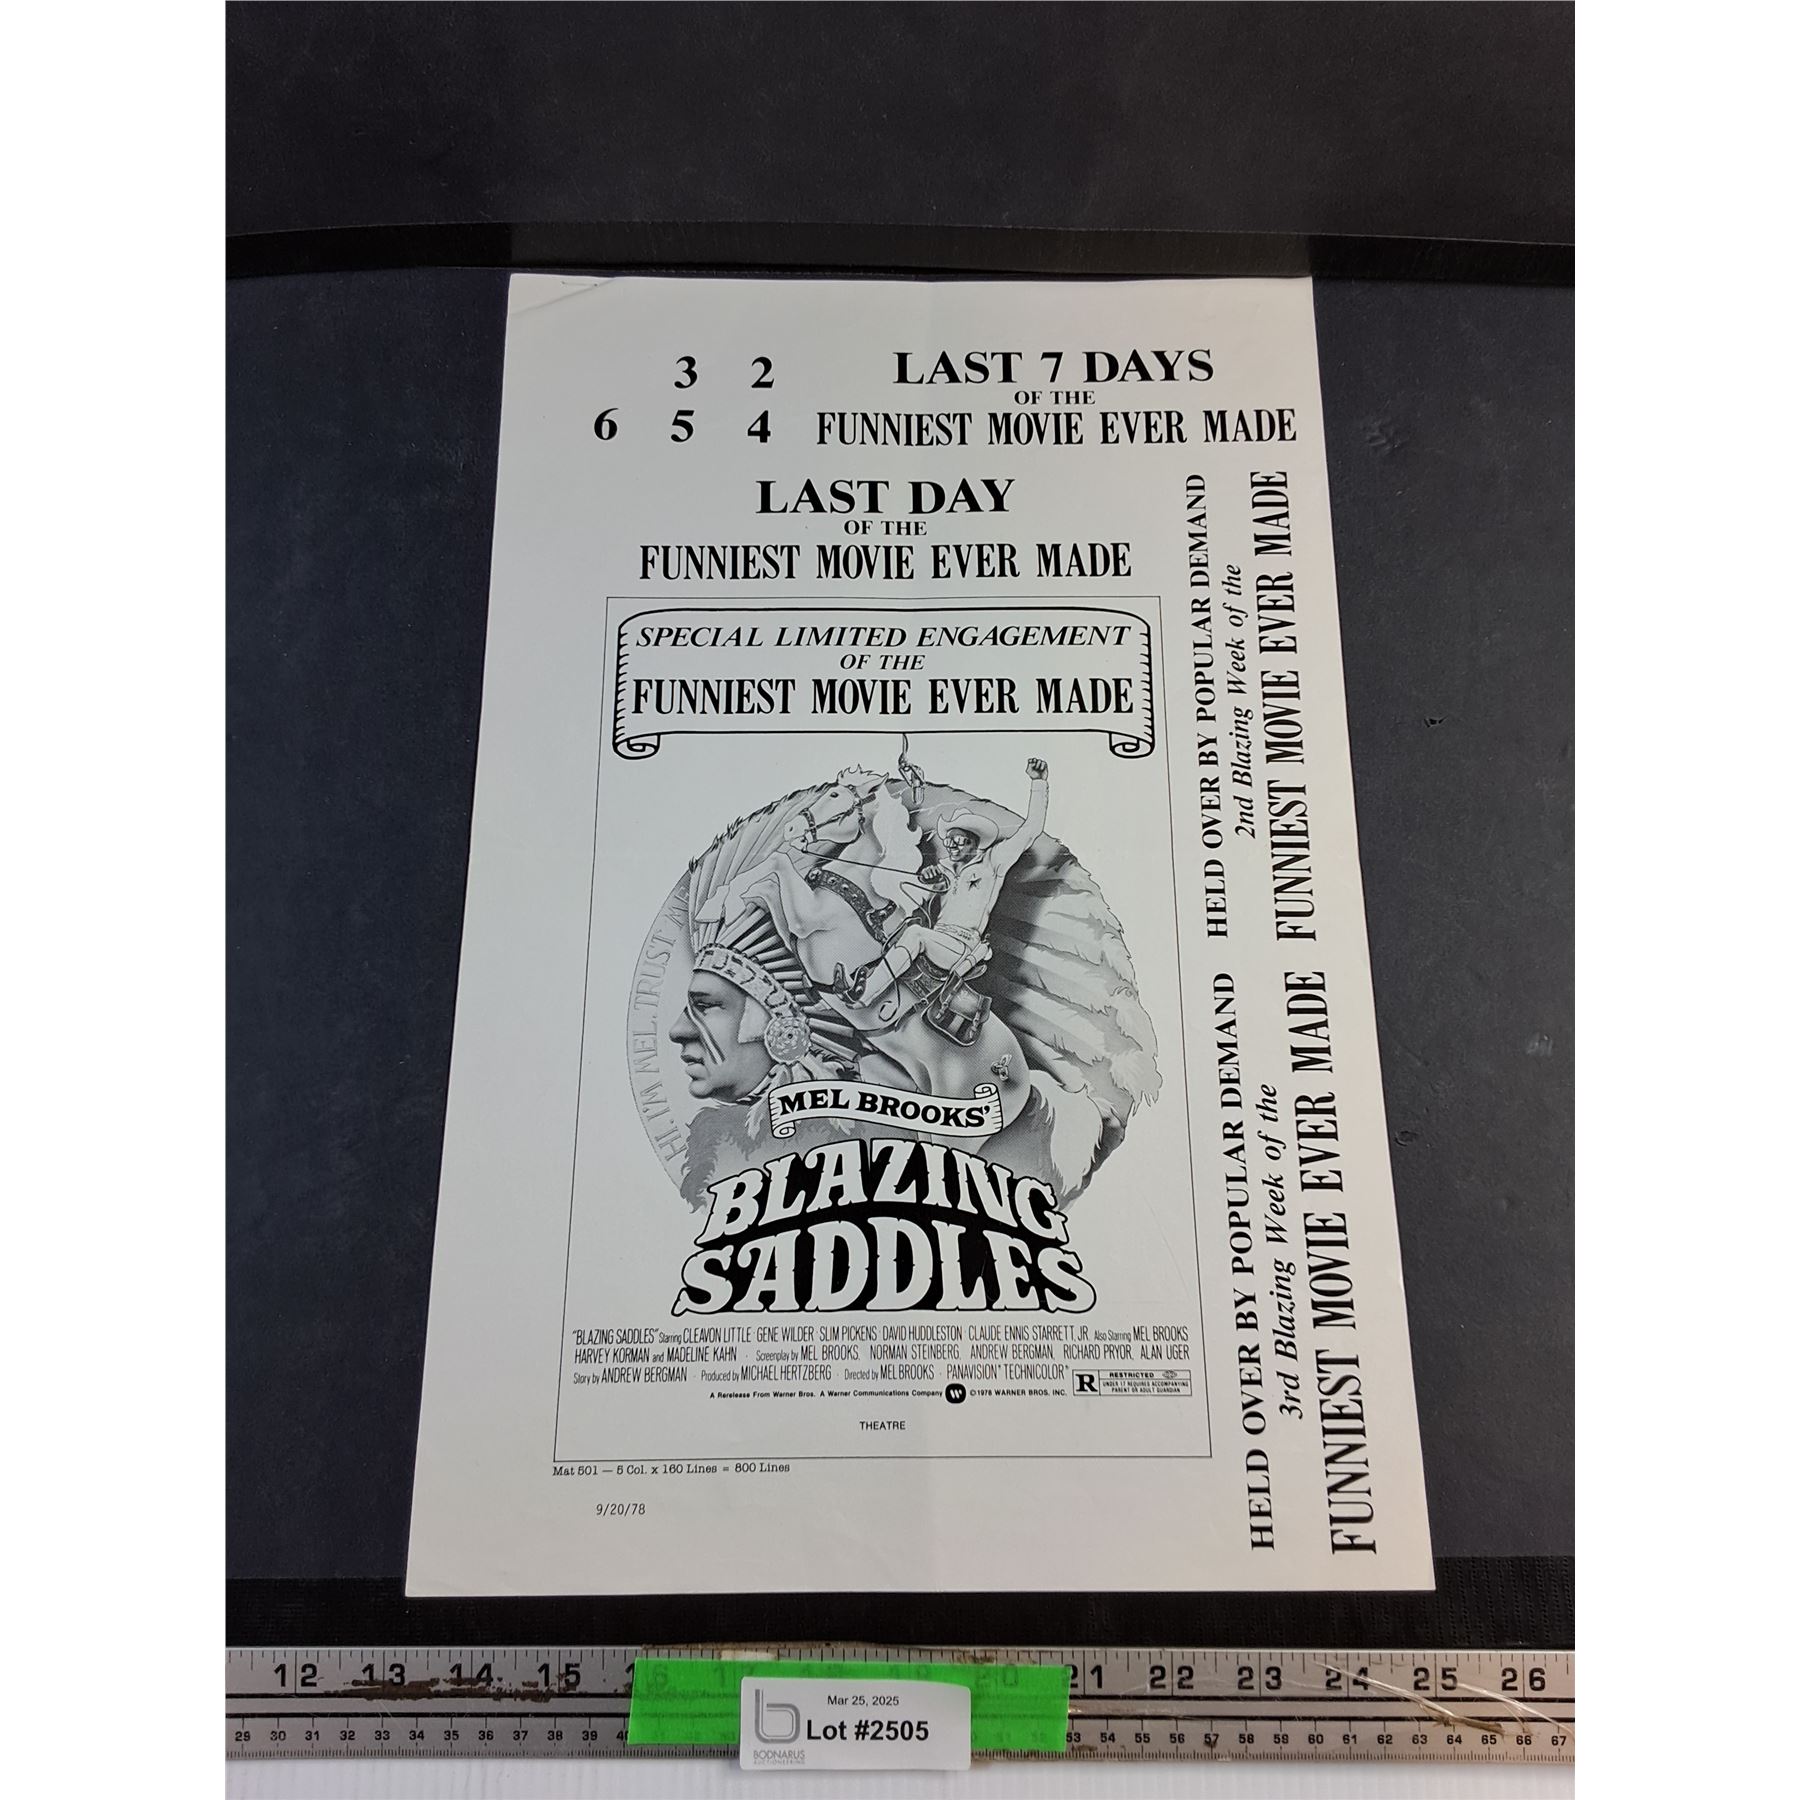 3 2
LAST 7 DAYS
OF THE
6 5 4
FUNNIEST MOVIE EVER MADE
LAST DAY
OF THE
FUNNIEST MOVIE EVER MADE
SPECIAL LIMITED ENGAGEMENT
OF THE
FUNNIEST MOVIE EVER MADE
HI, I'M MEL. TRUST ME.
MEL BROOKS'
BLAZING
SADDLES
"BLAZING SADDLES" Starring CLEAVON LITTLE · GENE WILDER · SLIM PICKENS · DAVID HUDDLESTON · CLAUDE ENNIS STARRETT, JR. Also Starring MEL BROOKS
HARVEY KORMAN and MADELINE KAHN · Screenplay by MEL BROOKS, NORMAN STEINBERG, ANDREW BERGMAN, RICHARD PRYOR, ALAN UGER
Story by ANDREW BERGMAN · Produced by MICHAEL HERTZBERG · Directed by MEL BROOKS · PANAVISION® TECHNICOLOR®
A Rerelease From Warner Bros. A Warner Communications Company © 1978 WARNER BROS. INC.
R RESTRICTED
UNDER 17 REQUIRES ACCOMPANYING
PARENT OR ADULT GUARDIAN
THEATRE
Mat 501 — 5 Col. x 160 Lines = 800 Lines
9/20/78
HELD OVER BY POPULAR DEMAND
2nd Blazing Week of the
FUNNIEST MOVIE EVER MADE
HELD OVER BY POPULAR DEMAND
3rd Blazing Week of the
FUNNIEST MOVIE EVER MADE
12 13 14 15 16 20 21 22 23 24 25 26
29 30 31 32 33 34 35 36 37 38 39 53 54 55 56 57 58 59 60 61 62 63 64 65 66 67
Mar 25, 2025
Lot #2505
BODNARUS
AUCTIONEERING